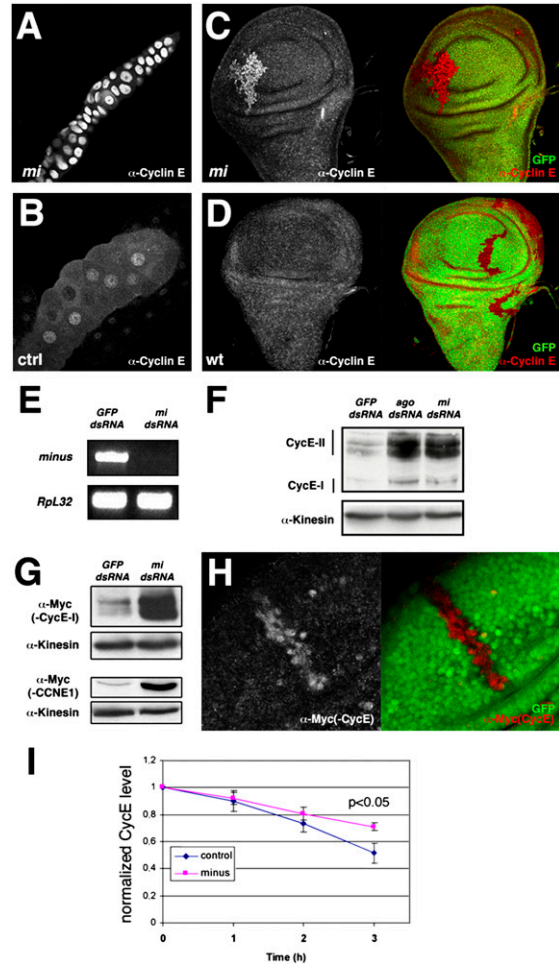 A
mi
α-Cyclin E
C
mi
α-Cyclin E
GFP
α-Cyclin E
B
ctrl
α-Cyclin E
D
wt
α-Cyclin E
GFP
α-Cyclin E
E
GFP mi
dsRNA dsRNA
minus
RpL32
F
GFP ago mi
dsRNA dsRNA dsRNA
CycE-II
CycE-I
α-Kinesin
G
GFP mi
dsRNA dsRNA
α-Myc
(-CycE-I)
α-Kinesin
α-Myc
(-CCNE1)
α-Kinesin
H
α-Myc(-CycE)
GFP
α-Myc(CycE)
I
normalized CycE level
1,2
1
0.8
0.6
0.4
0.2
0
p<0.05
control
minus
0 1 2 3
Time (h)